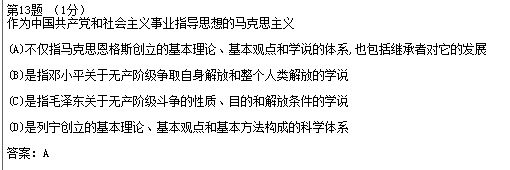 第13题 (1分)
作为中国共产党和社会主义事业指导思想的马克思主义
(A)不仅指马克思恩格斯创立的基本理论、基本观点和学说的体系,也包括继承者对它的发展
(B)是指邓小平关于无产阶级争取自身解放和整个人类解放的学说
(C)是指毛泽东关于无产阶级斗争的性质、目的和解放条件的学说
(D)是列宁创立的基本理论、基本观点和基本方法构成的科学体系
答案: A